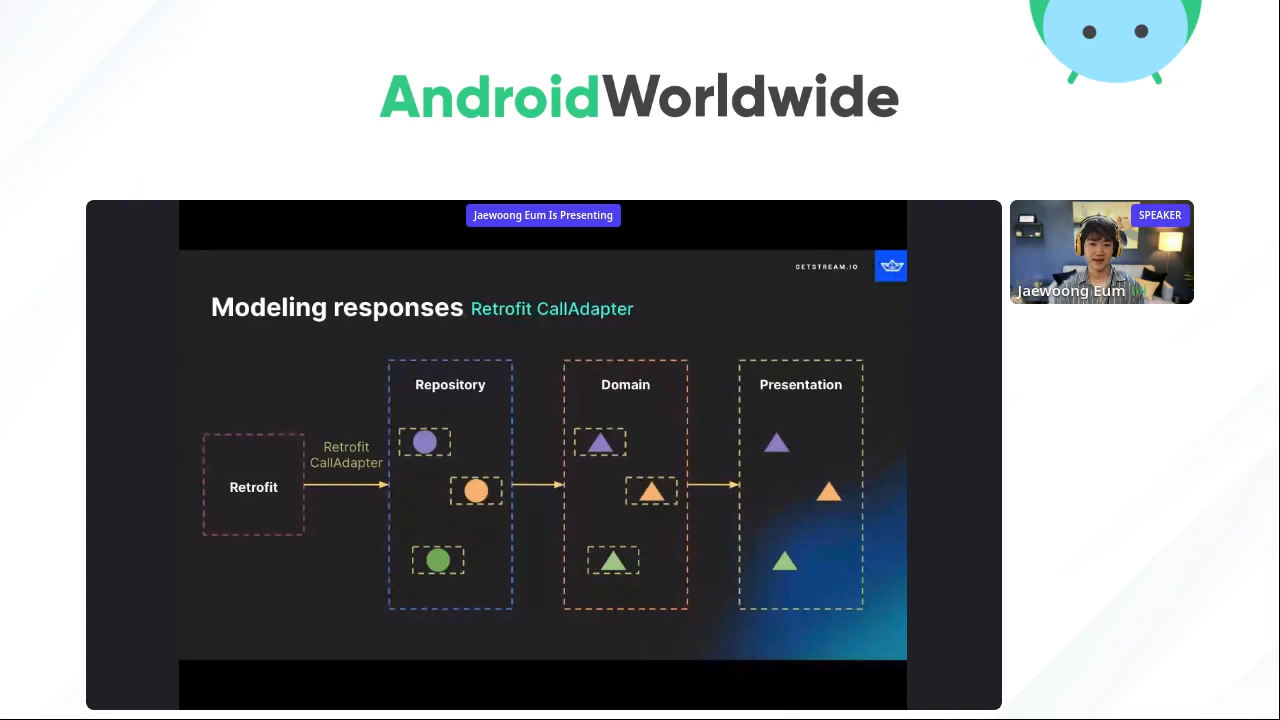 AndroidWorldwide
Jaewoong Eum Is Presenting
SPEAKER
Jaewoong Eum
GETSTREAM.IO
Modeling responses Retrofit CallAdapter
Repository
Domain
Presentation
Retrofit
CallAdapter
Retrofit